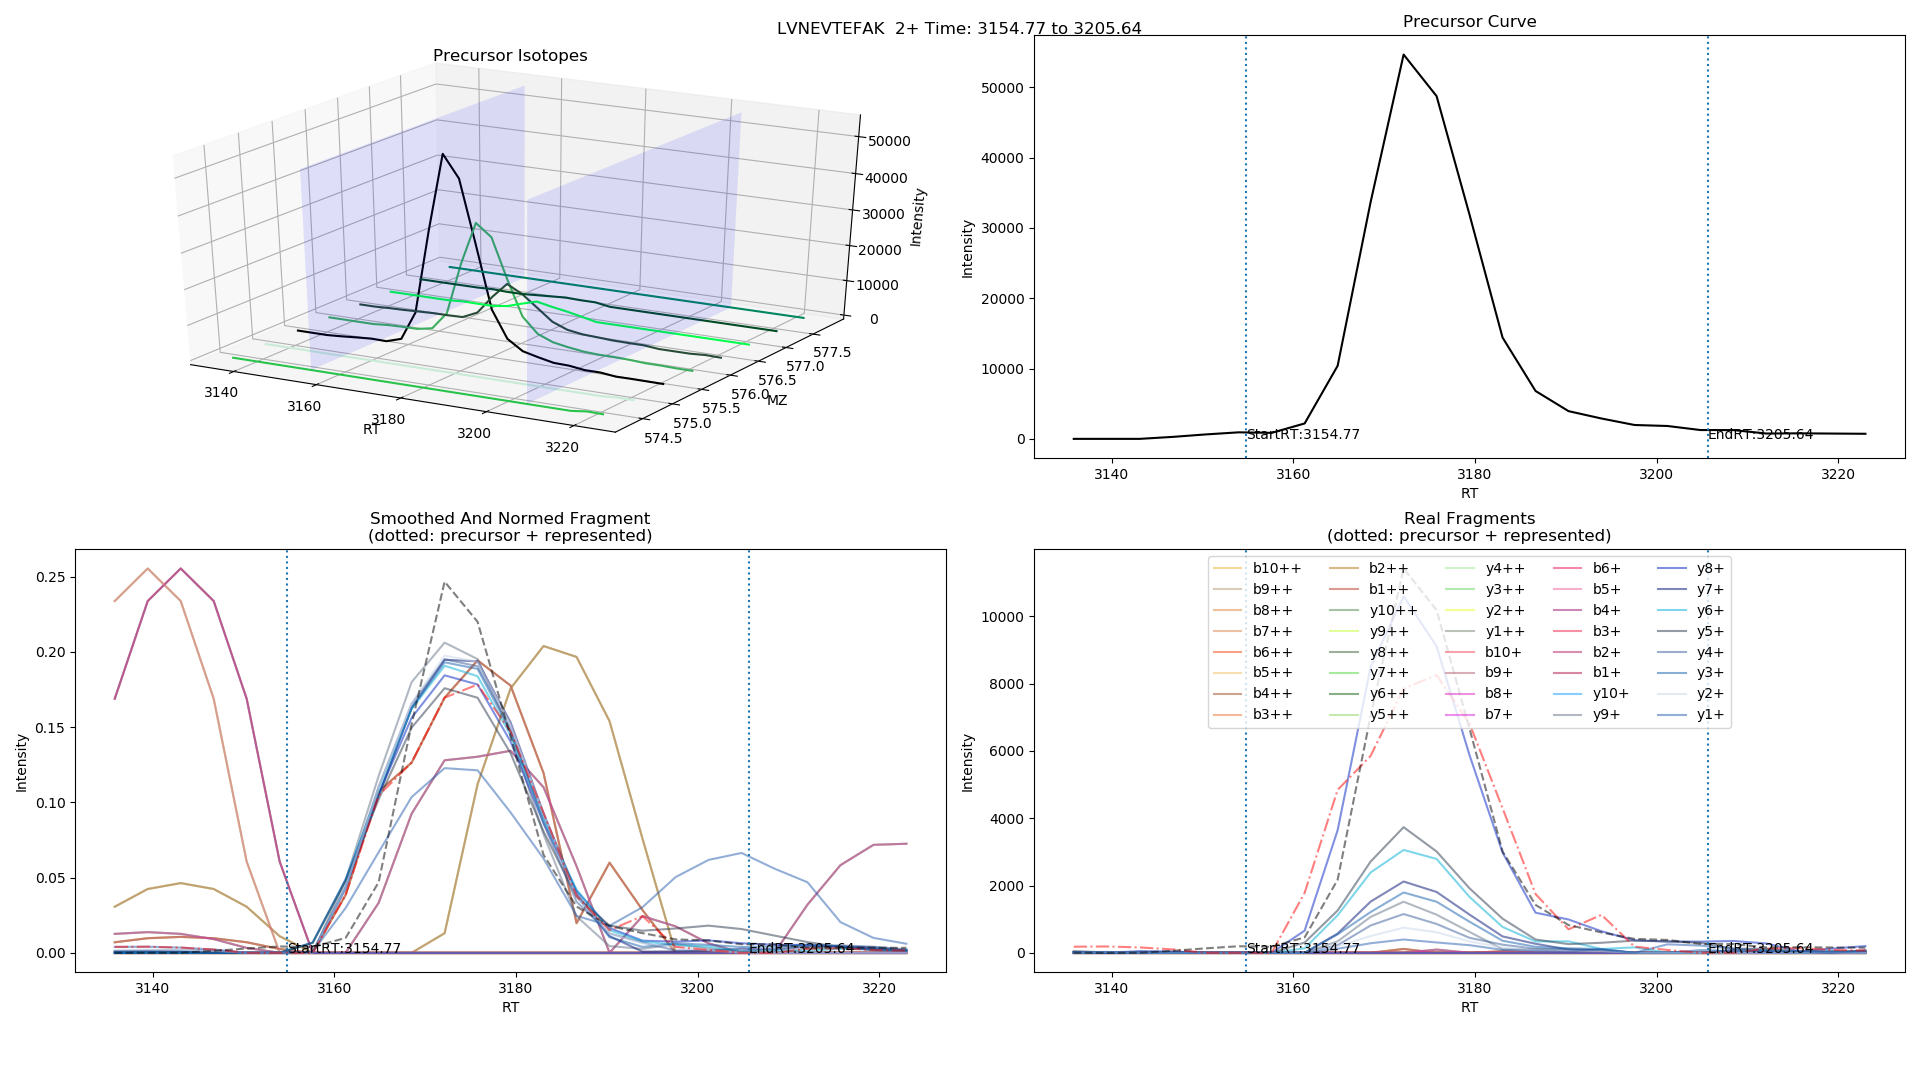 LVNEVTEFAK  2+ Time: 3154.77 to 3205.64
Precursor Isotopes
50000
40000
30000
20000
10000
0
Intensity
3140
3160
3180
3200
3220
RT
574.5
575.0
575.5
576.0
576.5
577.0
577.5
MZ
Precursor Curve
50000
40000
30000
20000
10000
0
Intensity
StartRT:3154.77
EndRT:3205.64
3140
3160
3180
3200
3220
RT
Smoothed And Normed Fragment
(dotted: precursor + represented)
0.25
0.20
0.15
0.10
0.05
0.00
Intensity
StartRT:3154.77
EndRT:3205.64
3140
3160
3180
3200
3220
RT
Real Fragments
(dotted: precursor + represented)
10000
8000
6000
4000
2000
0
Intensity
b10++
b9++
b8++
b7++
b6++
b5++
b4++
b3++
b2++
b1++
y10++
y9++
y8++
y7++
y6++
y5++
y4++
y3++
y2++
y1++
b10+
b9+
b8+
b7+
b6+
b5+
b4+
b3+
b2+
b1+
y10+
y9+
y8+
y7+
y6+
y5+
y4+
y3+
y2+
y1+
StartRT:3154.77
EndRT:3205.64
3140
3160
3180
3200
3220
RT